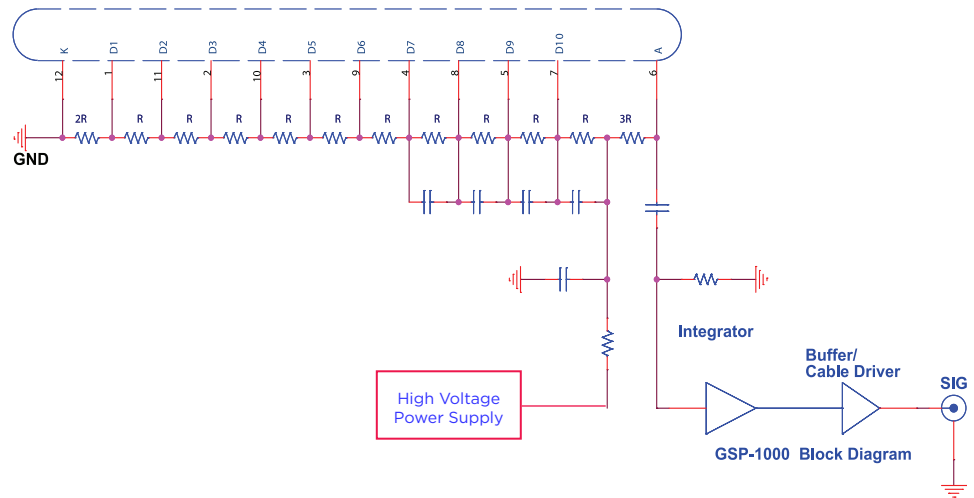 K D1 D2 D3 D4 D5 D6 D7 D8 D9 D10 A
12 1 11 2 10 3 9 4 8 5 7 6
2R R R R R R R R R R R 3R
GND
Integrator
Buffer/
Cable Driver
SIG
High Voltage
Power Supply
GSP-1000 Block Diagram